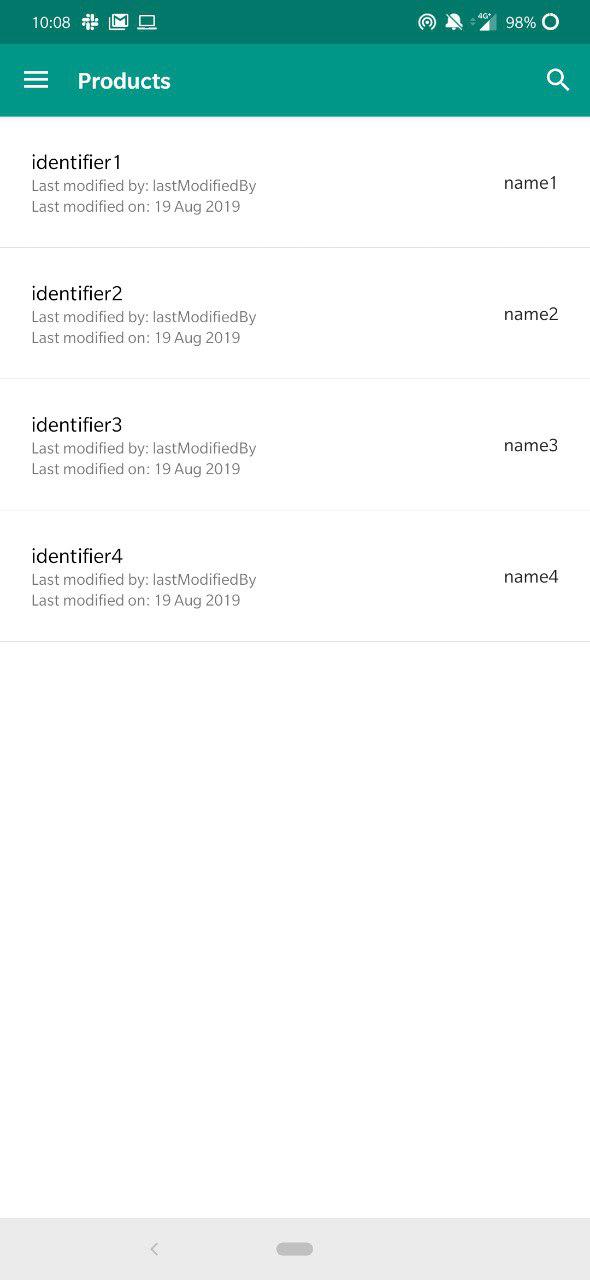 10:08 4G+ 98%
Products
identifier1
Last modified by: lastModifiedBy
Last modified on: 19 Aug 2019
name1
identifier2
Last modified by: lastModifiedBy
Last modified on: 19 Aug 2019
name2
identifier3
Last modified by: lastModifiedBy
Last modified on: 19 Aug 2019
name3
identifier4
Last modified by: lastModifiedBy
Last modified on: 19 Aug 2019
name4